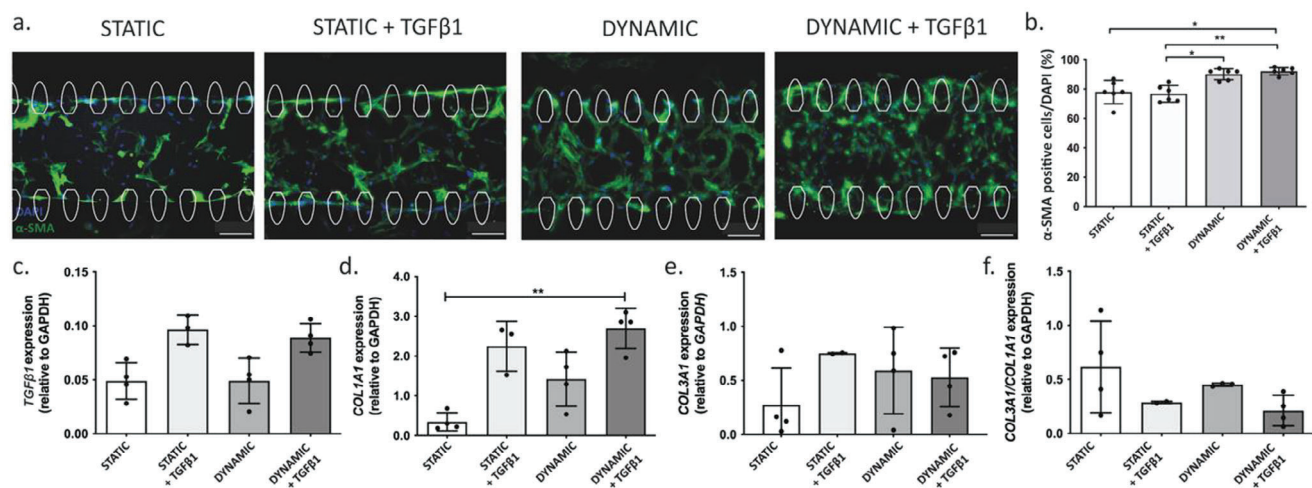 a.
STATIC
STATIC + TGFβ1
DYNAMIC
DYNAMIC + TGFβ1
DAPI
α-SMA
b.
α-SMA positive cells/DAPI (%)
*
**
*
100
80
60
40
20
0
STATIC
STATIC
+ TGFβ1
DYNAMIC
DYNAMIC
+ TGFβ1
c.
TGFβ1 expression
(relative to GAPDH)
0.15
0.10
0.05
0.00
STATIC
STATIC
+ TGFβ1
DYNAMIC
DYNAMIC
+ TGFβ1
d.
COL1A1 expression
(relative to GAPDH)
**
4.0
3.0
2.0
1.0
0.0
STATIC
STATIC
+ TGFβ1
DYNAMIC
DYNAMIC
+ TGFβ1
e.
COL3A1 expression
(relative to GAPDH)
1.5
1.0
0.5
0.0
STATIC
STATIC
+ TGFβ1
DYNAMIC
DYNAMIC
+ TGFβ1
f.
COL3A1/COL1A1 expression
(relative to GAPDH)
1.5
1.0
0.5
0.0
STATIC
STATIC
+ TGFβ1
DYNAMIC
DYNAMIC
+ TGFβ1